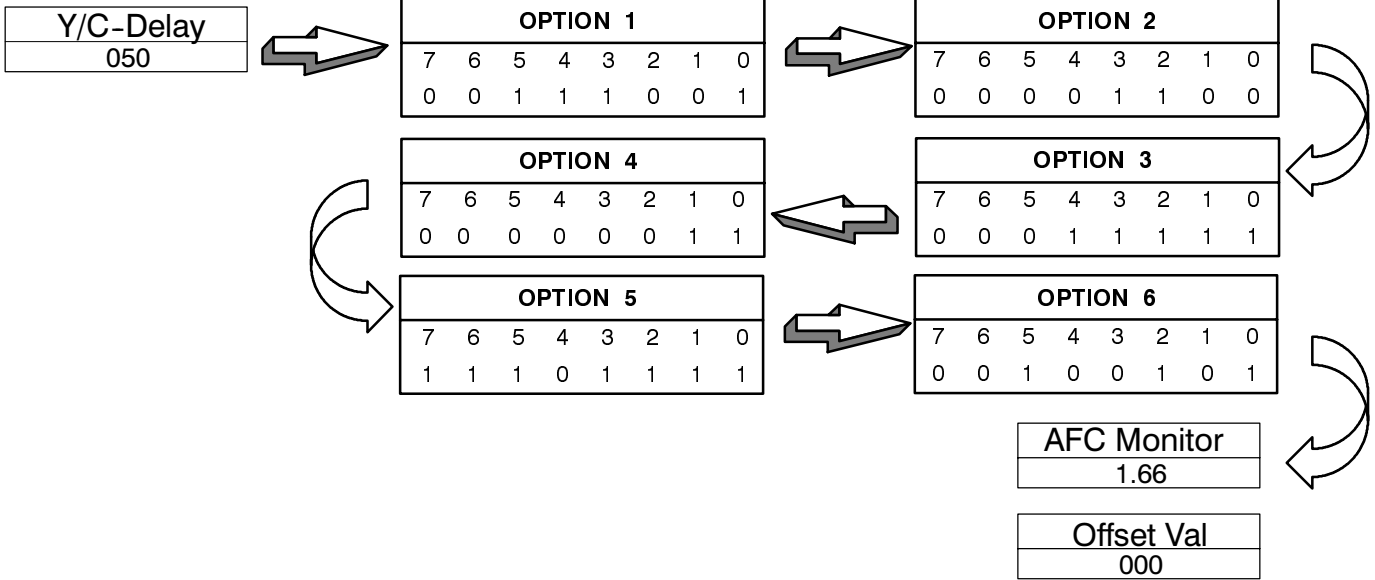 Y/C-Delay
050
OPTION 1
7 6 5 4 3 2 1 0
0 0 1 1 1 0 0 1
OPTION 2
7 6 5 4 3 2 1 0
0 0 0 0 1 1 0 0
OPTION 4
7 6 5 4 3 2 1 0
0 0 0 0 0 0 1 1
OPTION 3
7 6 5 4 3 2 1 0
0 0 0 1 1 1 1 1
OPTION 5
7 6 5 4 3 2 1 0
1 1 1 0 1 1 1 1
OPTION 6
7 6 5 4 3 2 1 0
0 0 1 0 0 1 0 1
AFC Monitor
1.66
Offset Val
000